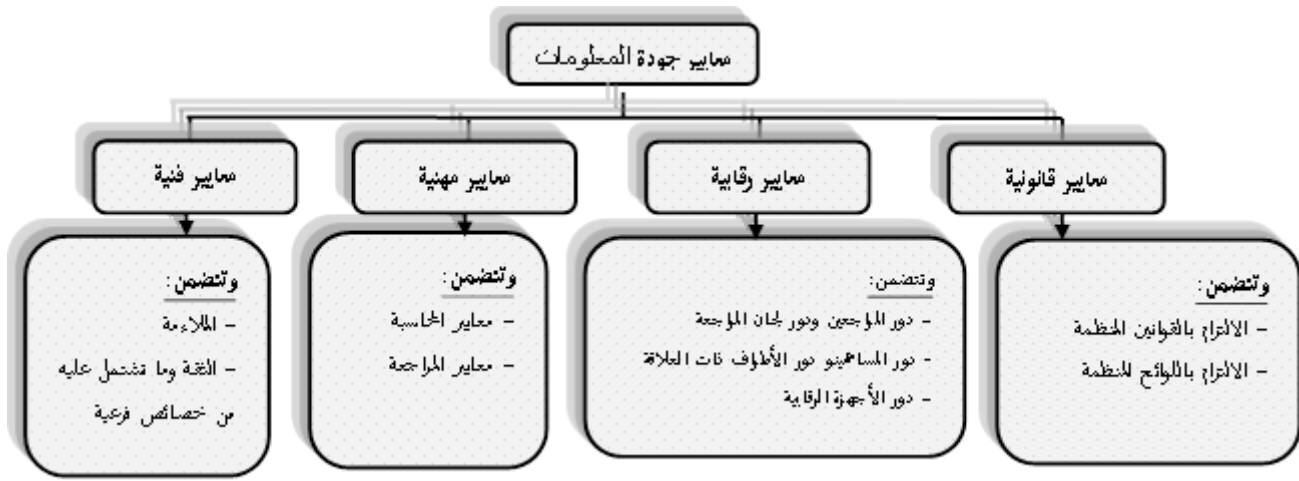 معايير جودة المعلومات
معايير قانونية
معايير رقابية
معايير مهنية
معايير فنية
وتتضمن:
- الالتزام بالقوانين المنظمة
- الالتزام باللوائح المنظمة
وتتضمن:
- دور المراجعين ودور لجان المراجعة
- دور المساهمينو دور الأطراف ذات العلاقة
- دور الأجهزة الرقابية
وتتضمن:
- معايير المحاسبة
- معايير المراجعة
وتتضمن:
- الملاءمة
- الثقة وما تشتمل عليه
من خصائص فرعية